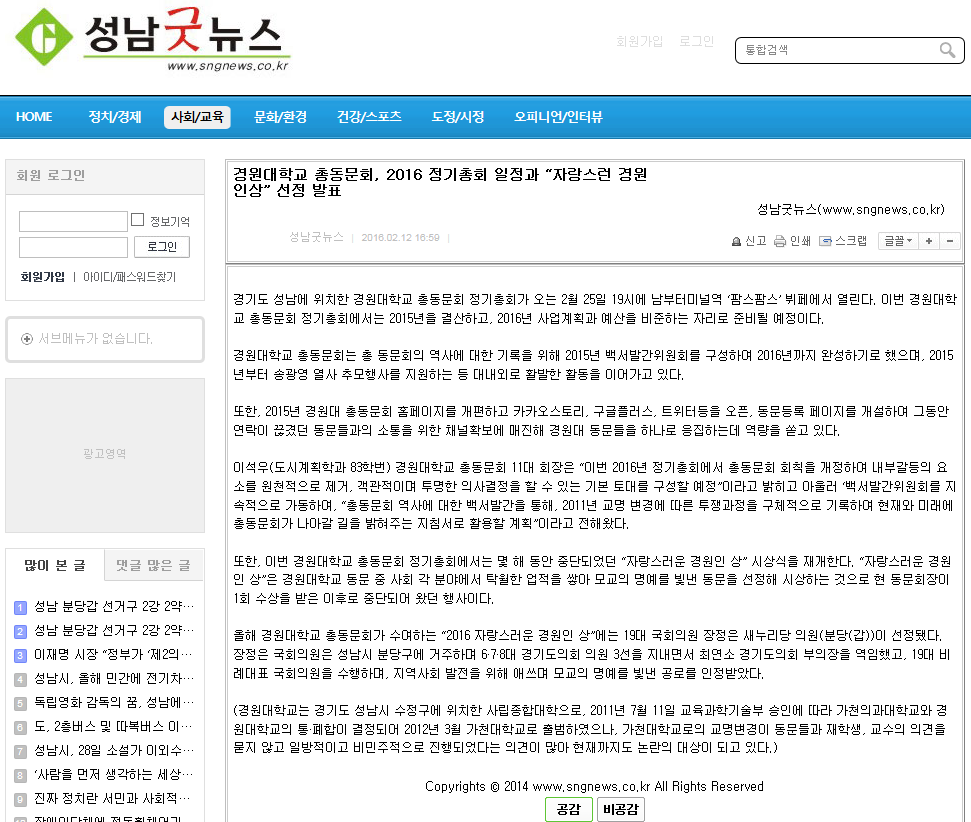 성남굿뉴스
www.sngnews.co.kr
회원가입 로그인
통합검색
HOME 정치/경제 사회/교육 문화/환경 건강/스포츠 도정/시정 오피니언/인터뷰
회원 로그인
정보기억
로그인
회원가입 | 아이디/패스워드찾기
서브메뉴가 없습니다.
광고영역
많이 본 글 댓글 많은 글
1 성남 분당갑 선거구 2강 2약…
2 성남 분당갑 선거구 2강 2약…
3 이재명 시장 “정부가 ‘제2의…
4 성남시, 올해 민간에 전기차…
5 독립영화 감독의 꿈, 성남에…
6 도, 2층버스 및 따복버스 이…
7 성남시, 28일 소설가 이외수…
8 ‘사람을 먼저 생각하는 세상…
9 진짜 정치란 서민과 사회적…
경원대학교 총동문회, 2016 정기총회 일정과 “자랑스런 경원
인상” 선정 발표
성남굿뉴스(www.sngnews.co.kr)
성남굿뉴스 | 2016.02.12 16:59 |
신고 인쇄 스크랩 글꼴 + -
경기도 성남에 위치한 경원대학교 총동문회 정기총회가 오는 2월 25일 19시에 남부터미널역 ‘팜스팜스’ 뷔페에서 열린다. 이번 경원대학
교 총동문회 정기총회에서는 2015년을 결산하고, 2016년 사업계획과 예산을 비준하는 자리로 준비될 예정이다.
경원대학교 총동문회는 총 동문회의 역사에 대한 기록을 위해 2015년 백서발간위원회를 구성하여 2016년까지 완성하기로 했으며, 2015
년부터 송광영 열사 추모행사를 지원하는 등 대내외로 활발한 활동을 이어가고 있다.
또한, 2015년 경원대 총동문회 홈페이지를 개편하고 카카오스토리, 구글플러스, 트위터등을 오픈, 동문등록 페이지를 개설하여 그동안
연락이 끊겼던 동문들과의 소통을 위한 채널확보에 매진해 경원대 동문들을 하나로 응집하는데 역량을 쏟고 있다.
이석우(도시계획학과 83학번) 경원대학교 총동문회 11대 회장은 “이번 2016년 정기총회에서 총동문회 회칙을 개정하여 내부갈등의 요
소를 원천적으로 제거, 객관적이며 투명한 의사결정을 할 수 있는 기본 토대를 구성할 예정”이라고 밝히고 아울러 ‘백서발간위원회를 지
속적으로 가동하여, “총동문회 역사에 대한 백서발간을 통해, 2011년 교명 변경에 따른 투쟁과정을 구체적으로 기록하여 현재와 미래에
총동문회가 나아갈 길을 밝혀주는 지침서로 활용할 계획”이라고 전해왔다.
또한, 이번 경원대학교 총동문회 정기총회에서는 몇 해 동안 중단되었던 “자랑스러운 경원인 상” 시상식을 재개한다. “자랑스러운 경원
인 상”은 경원대학교 동문 중 사회 각 분야에서 탁월한 업적을 쌓아 모교의 명예를 빛낸 동문을 선정해 시상하는 것으로 현 동문회장이
1회 수상을 받은 이후로 중단되어 왔던 행사이다.
올해 경원대학교 총동문회가 수여하는 “2016 자랑스러운 경원인 상”에는 19대 국회의원 장정은 새누리당 의원(분당(갑))이 선정됐다.
장정은 국회의원은 성남시 분당구에 거주하며 6·7·8대 경기도의회 의원 3선을 지내면서 최연소 경기도의회 부의장을 역임했고, 19대 비
례대표 국회의원을 수행하며, 지역사회 발전을 위해 애쓰며 모교의 명예를 빛낸 공로를 인정받았다.
(경원대학교는 경기도 성남시 수정구에 위치한 사립종합대학으로, 2011년 7월 11일 교육과학기술부 승인에 따라 가천의과대학교와 경
원대학교의 통·폐합이 결정되어 2012년 3월 가천대학교로 출범하였으나, 가천대학교로의 교명변경이 동문들과 재학생, 교수의 의견을
묻지 않고 일방적이고 비민주적으로 진행되었다는 의견이 많아 현재까지도 논란의 대상이 되고 있다.)
Copyrights © 2014 www.sngnews.co.kr All Rights Reserved
공감 비공감